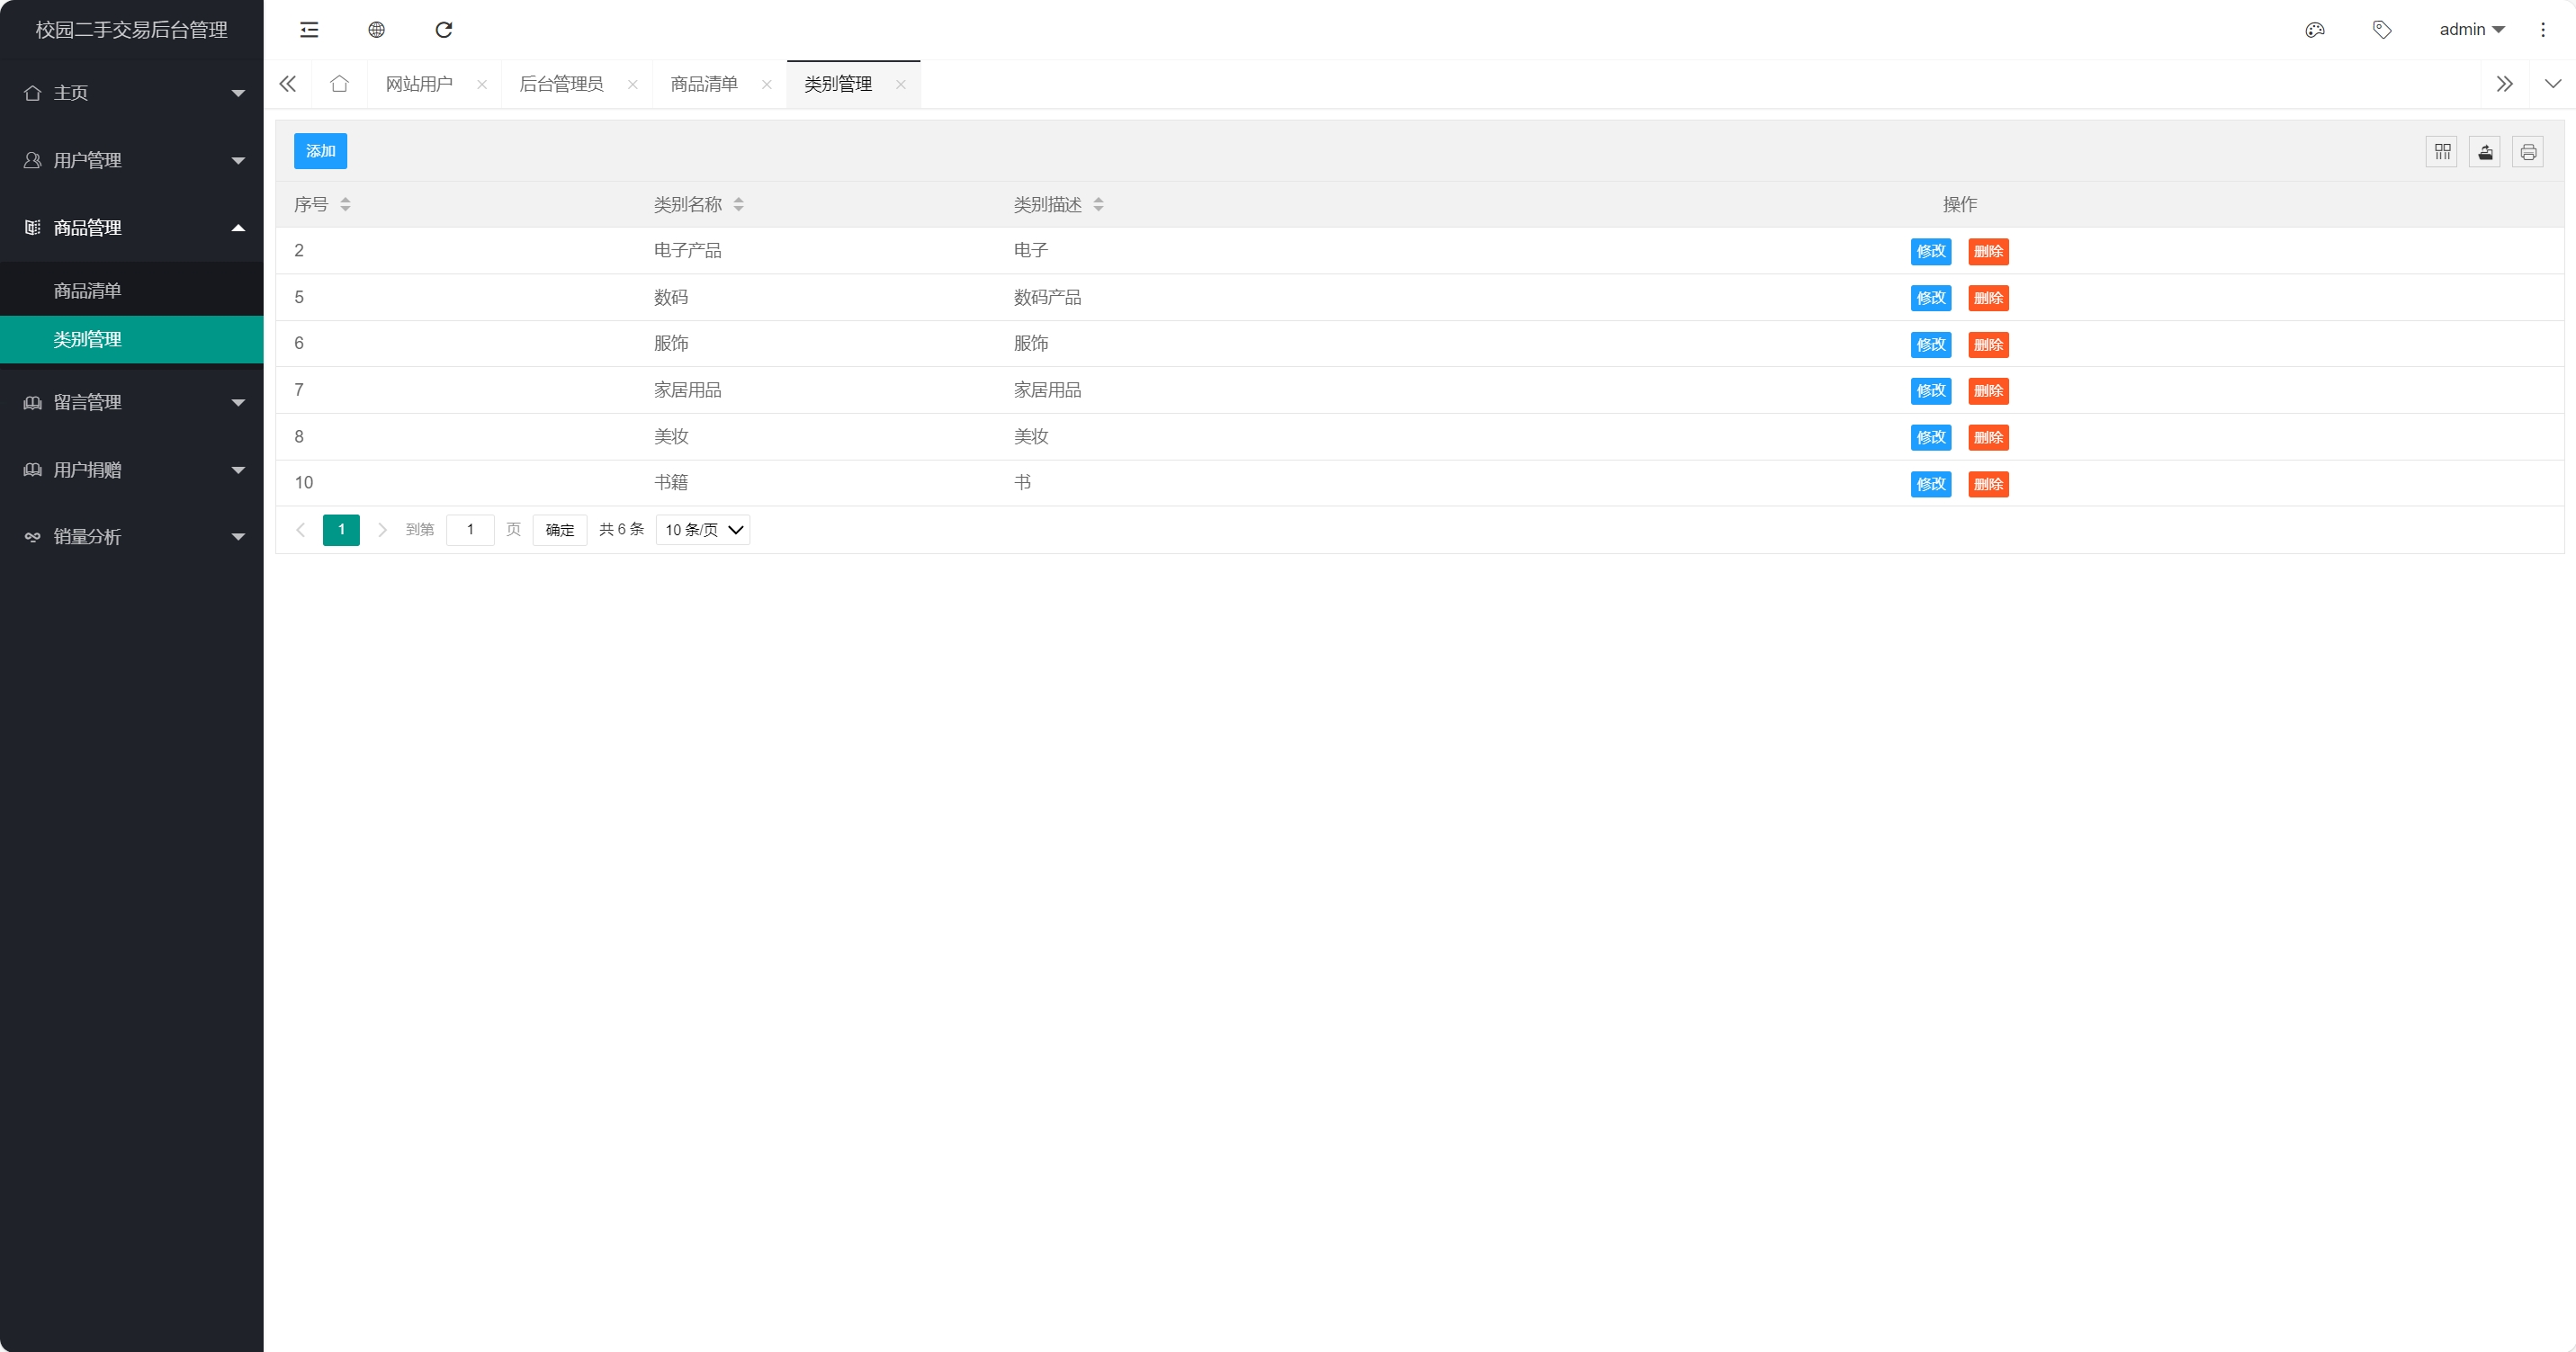 校园二手交易后台管理
admin
主页
用户管理
商品管理
商品清单
类别管理
留言管理
用户捐赠
销量分析
网站用户 后台管理员 商品清单 类别管理
添加
序号 类别名称 类别描述 操作
2 电子产品 电子 修改 删除
5 数码 数码产品 修改 删除
6 服饰 服饰 修改 删除
7 家居用品 家居用品 修改 删除
8 美妆 美妆 修改 删除
10 书籍 书 修改 删除
1 到第 1 页 确定 共 6 条 10 条/页